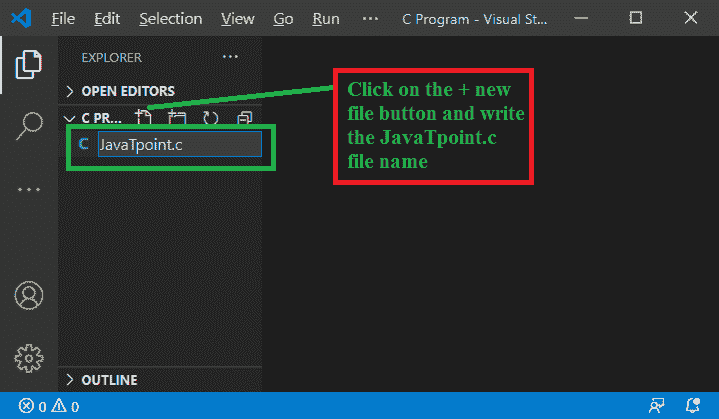 File Edit Selection View Go Run ··· C Program - Visual St...
EXPLORER ···
OPEN EDITORS
C PR...
C JavaTpoint.c
Click on the + new
file button and write
the JavaTpoint.c
file name
OUTLINE
0 0